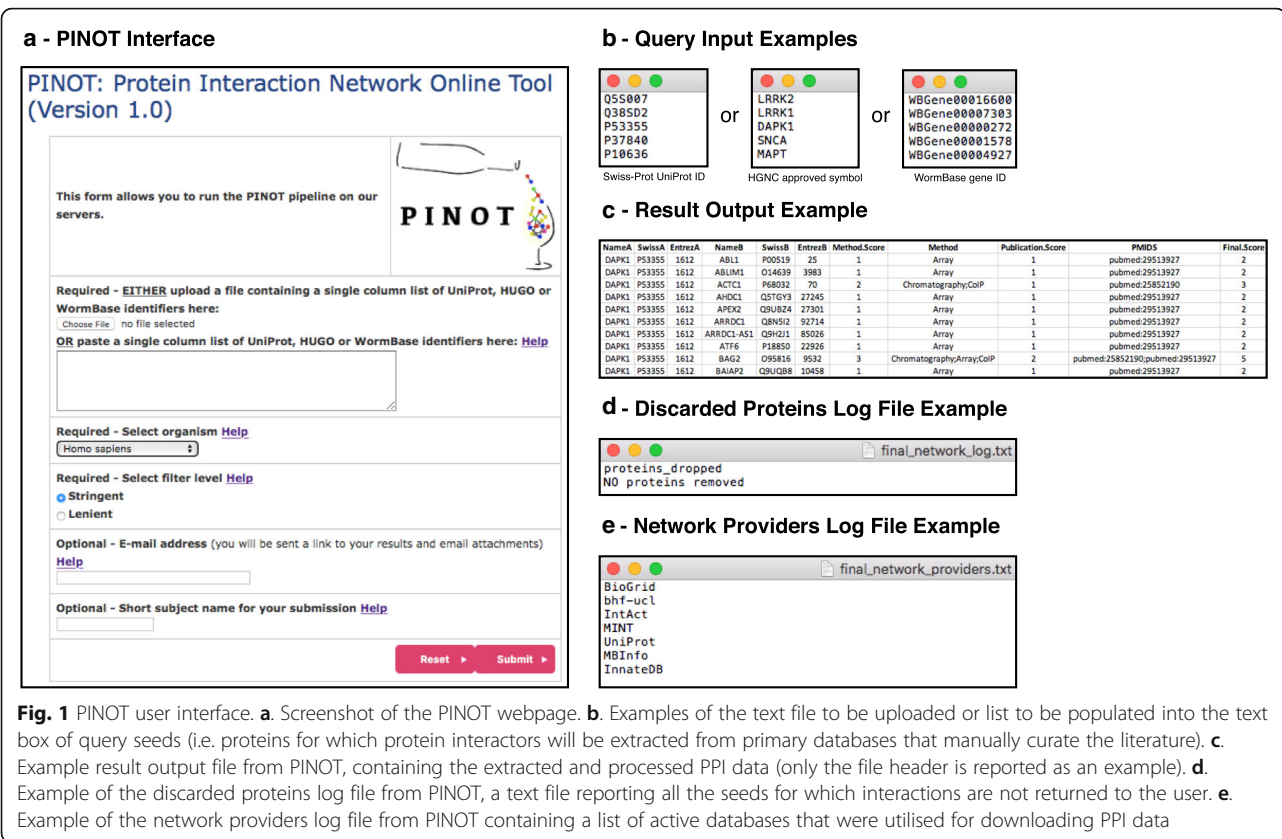 a - PINOT Interface
PINOT: Protein Interaction Network Online Tool
(Version 1.0)
This form allows you to run the PINOT pipeline on our
servers.
PINOT
Required - EITHER upload a file containing a single column list of UniProt, HUGO or
WormBase identifiers here:
Choose File no file selected
OR paste a single column list of UniProt, HUGO or WormBase identifiers here: Help
Required - Select organism Help
Homo sapiens
Required - Select filter level Help
Stringent
Lenient
Optional - E-mail address (you will be sent a link to your results and email attachments)
Help
Optional - Short subject name for your submission Help
Reset Submit
b - Query Input Examples
Q5S007
Q38SD2
P53355
P37840
P10636
Swiss-Prot UniProt ID
or
LRRK2
LRRK1
DAPK1
SNCA
MAPT
HGNC approved symbol
or
WBGene00016600
WBGene00007303
WBGene00000272
WBGene00001578
WBGene00004927
WormBase gene ID
c - Result Output Example
NameA SwissA EntrezA NameB SwissB EntrezB Method.Score Method Publication.Score PMIDS Final.Score
DAPK1 P53355 1612 ABL1 P00519 25 1 Array 1 pubmed:29513927 2
DAPK1 P53355 1612 ABLIM1 O14639 3983 1 Array 1 pubmed:29513927 2
DAPK1 P53355 1612 ACTC1 P68032 70 2 Chromatography;CoIP 1 pubmed:25852190 3
DAPK1 P53355 1612 AHDC1 Q5TGY3 27245 1 Array 1 pubmed:29513927 2
DAPK1 P53355 1612 APEX2 Q9UBZ4 27301 1 Array 1 pubmed:29513927 2
DAPK1 P53355 1612 ARRDC1 Q8N5I2 92714 1 Array 1 pubmed:29513927 2
DAPK1 P53355 1612 ARRDC1-AS1 Q9H2J1 85026 1 Array 1 pubmed:29513927 2
DAPK1 P53355 1612 ATF6 P18850 22926 1 Array 1 pubmed:29513927 2
DAPK1 P53355 1612 BAG2 O95816 9532 3 Chromatography;Array;CoIP 2 pubmed:25852190;pubmed:29513927 5
DAPK1 P53355 1612 BAIAP2 Q9UQB8 10458 1 Array 1 pubmed:29513927 2
d - Discarded Proteins Log File Example
final_network_log.txt
proteins_dropped
NO proteins removed
e - Network Providers Log File Example
final_network_providers.txt
BioGrid
bhf-ucl
IntAct
MINT
UniProt
MBInfo
InnateDB
Fig. 1 PINOT user interface. a. Screenshot of the PINOT webpage. b. Examples of the text file to be uploaded or list to be populated into the text
box of query seeds (i.e. proteins for which protein interactors will be extracted from primary databases that manually curate the literature). c.
Example result output file from PINOT, containing the extracted and processed PPI data (only the file header is reported as an example). d.
Example of the discarded proteins log file from PINOT, a text file reporting all the seeds for which interactions are not returned to the user. e.
Example of the network providers log file from PINOT containing a list of active databases that were utilised for downloading PPI data